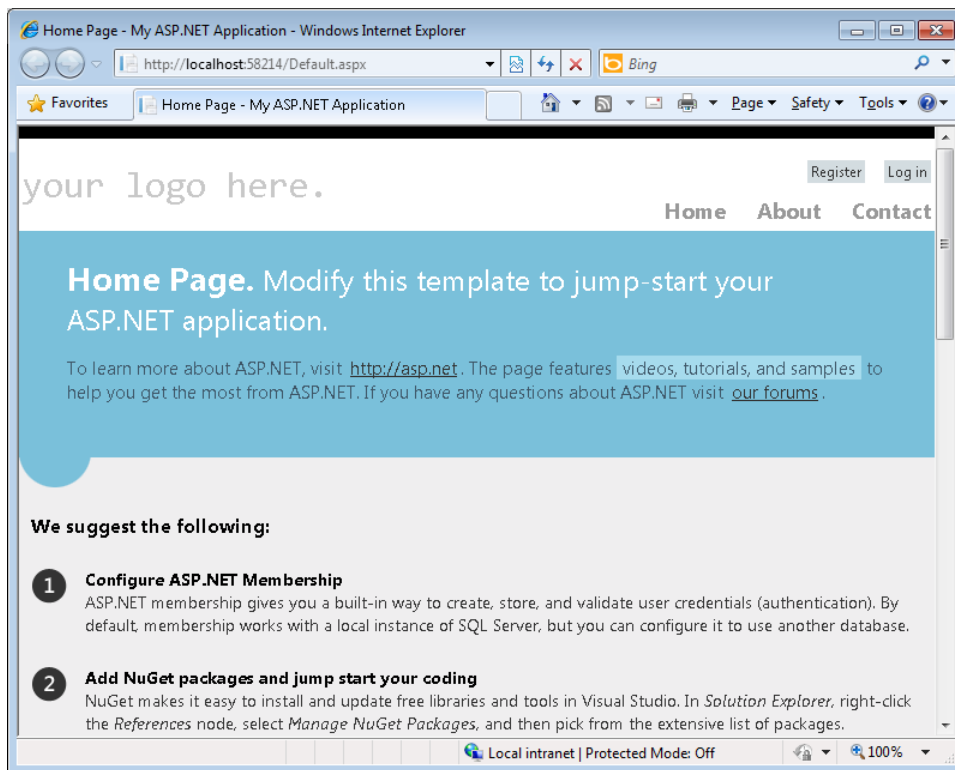 Home Page - My ASP.NET Application - Windows Internet Explorer
http://localhost:58214/Default.aspx
Bing
Favorites
Home Page - My ASP.NET Application
Page
Safety
Tools
your logo here.
Register
Log in
Home
About
Contact
Home Page. Modify this template to jump-start your
ASP.NET application.
To learn more about ASP.NET, visit http://asp.net. The page features videos, tutorials, and samples to
help you get the most from ASP.NET. If you have any questions about ASP.NET visit our forums.
We suggest the following:
1
Configure ASP.NET Membership
ASP.NET membership gives you a built-in way to create, store, and validate user credentials (authentication). By
default, membership works with a local instance of SQL Server, but you can configure it to use another database.
2
Add NuGet packages and jump start your coding
NuGet makes it easy to install and update free libraries and tools in Visual Studio. In Solution Explorer, right-click
the References node, select Manage NuGet Packages, and then pick from the extensive list of packages.
Local intranet | Protected Mode: Off
100%